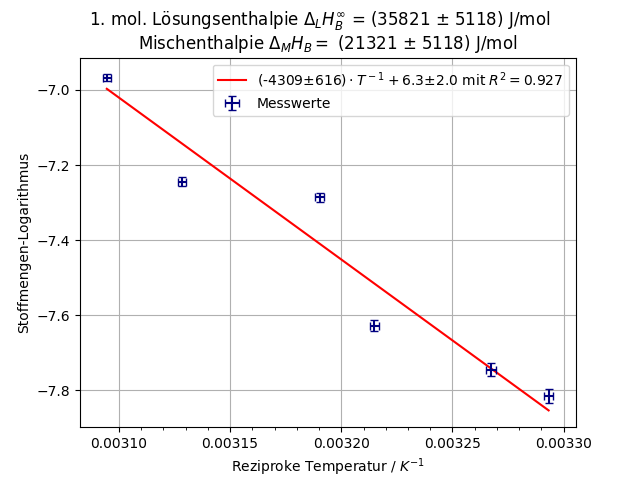 1. mol. Lösungsenthalpie $\Delta_L H_B^\infty$ = (35821 ± 5118) J/mol
Mischenthalpie $\Delta_M H_B =$ (21321 ± 5118) J/mol
(-4309±616) · $T^{-1}$ + 6.3±2.0 mit $R^2 = 0.927$
Messwerte
Stoffmengen-Logarithmus
−7.0
−7.2
−7.4
−7.6
−7.8
0.00310 0.00315 0.00320 0.00325 0.00330
Reziproke Temperatur / $K^{-1}$